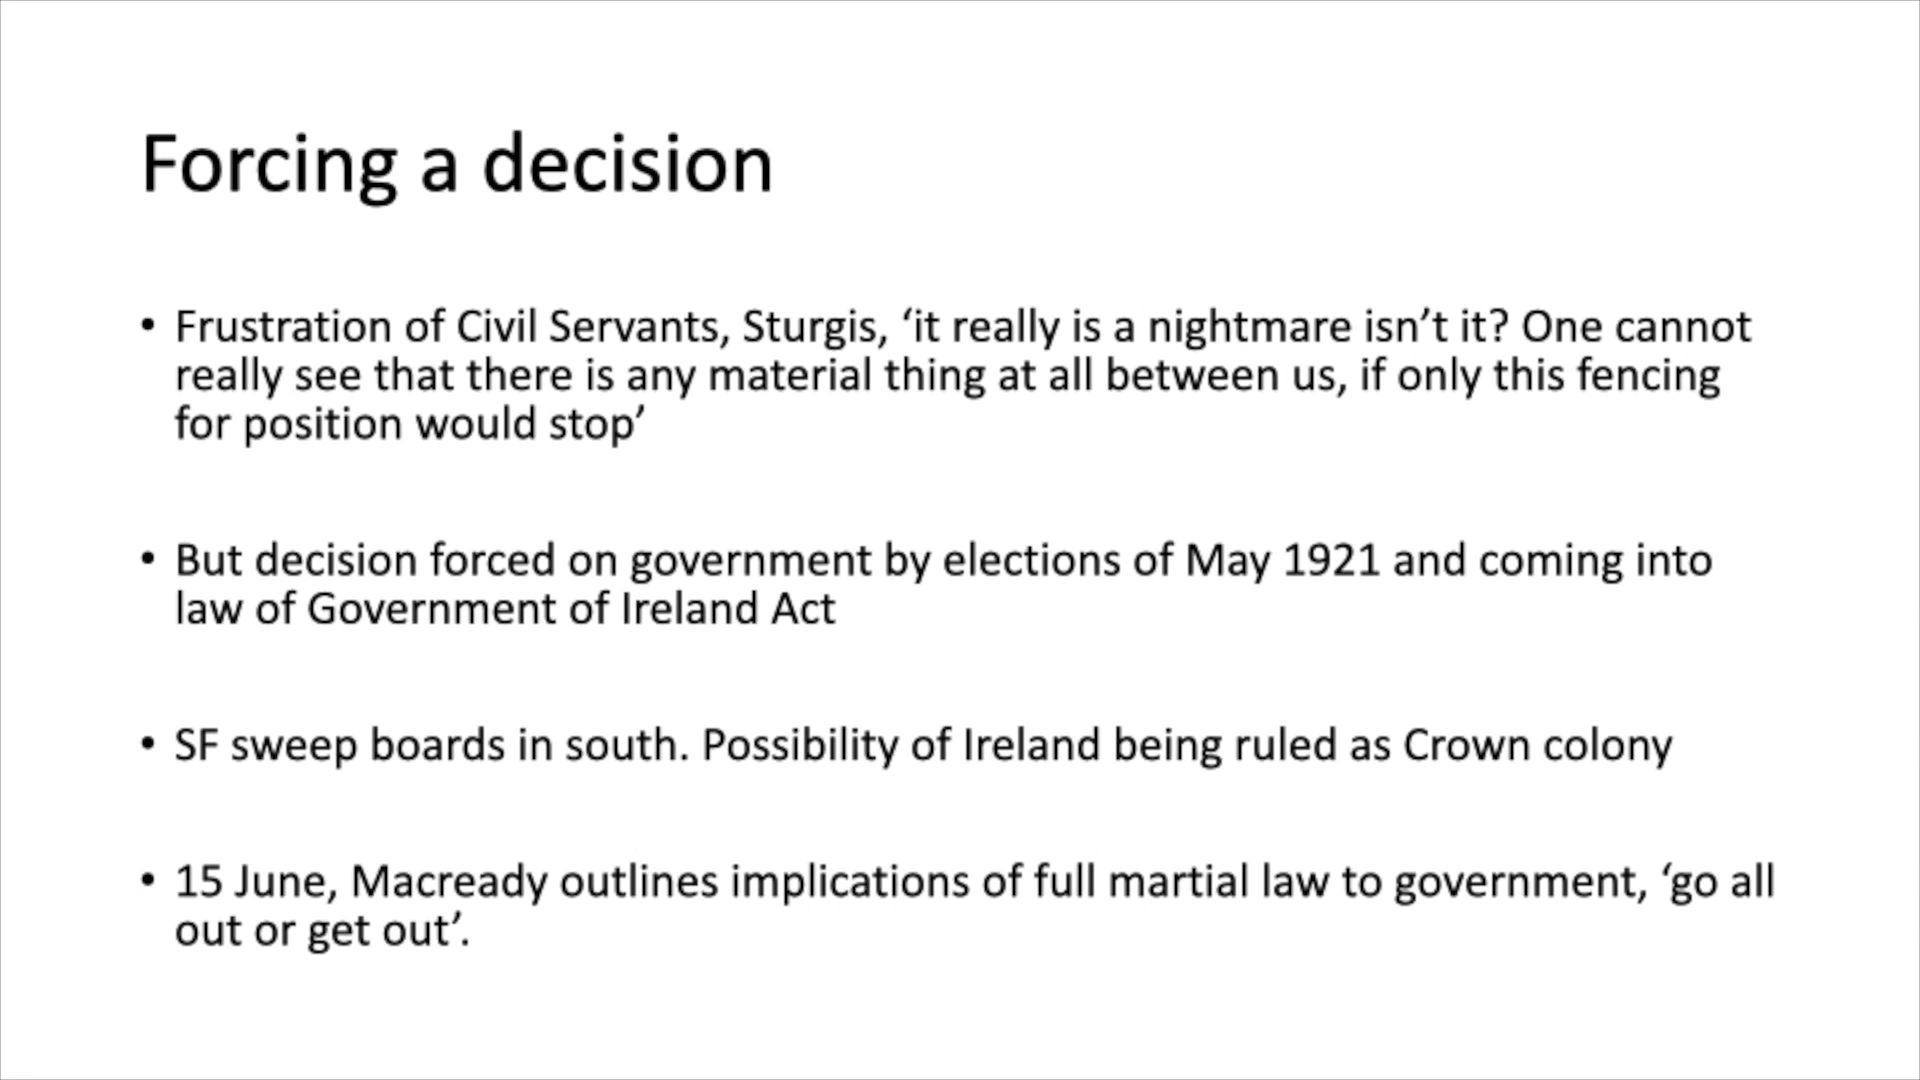 Forcing a decision
• Frustration of Civil Servants, Sturgis, ‘it really is a nightmare isn’t it? One cannot
really see that there is any material thing at all between us, if only this fencing
for position would stop’
• But decision forced on government by elections of May 1921 and coming into
law of Government of Ireland Act
• SF sweep boards in south. Possibility of Ireland being ruled as Crown colony
• 15 June, Macready outlines implications of full martial law to government, ‘go all
out or get out’.